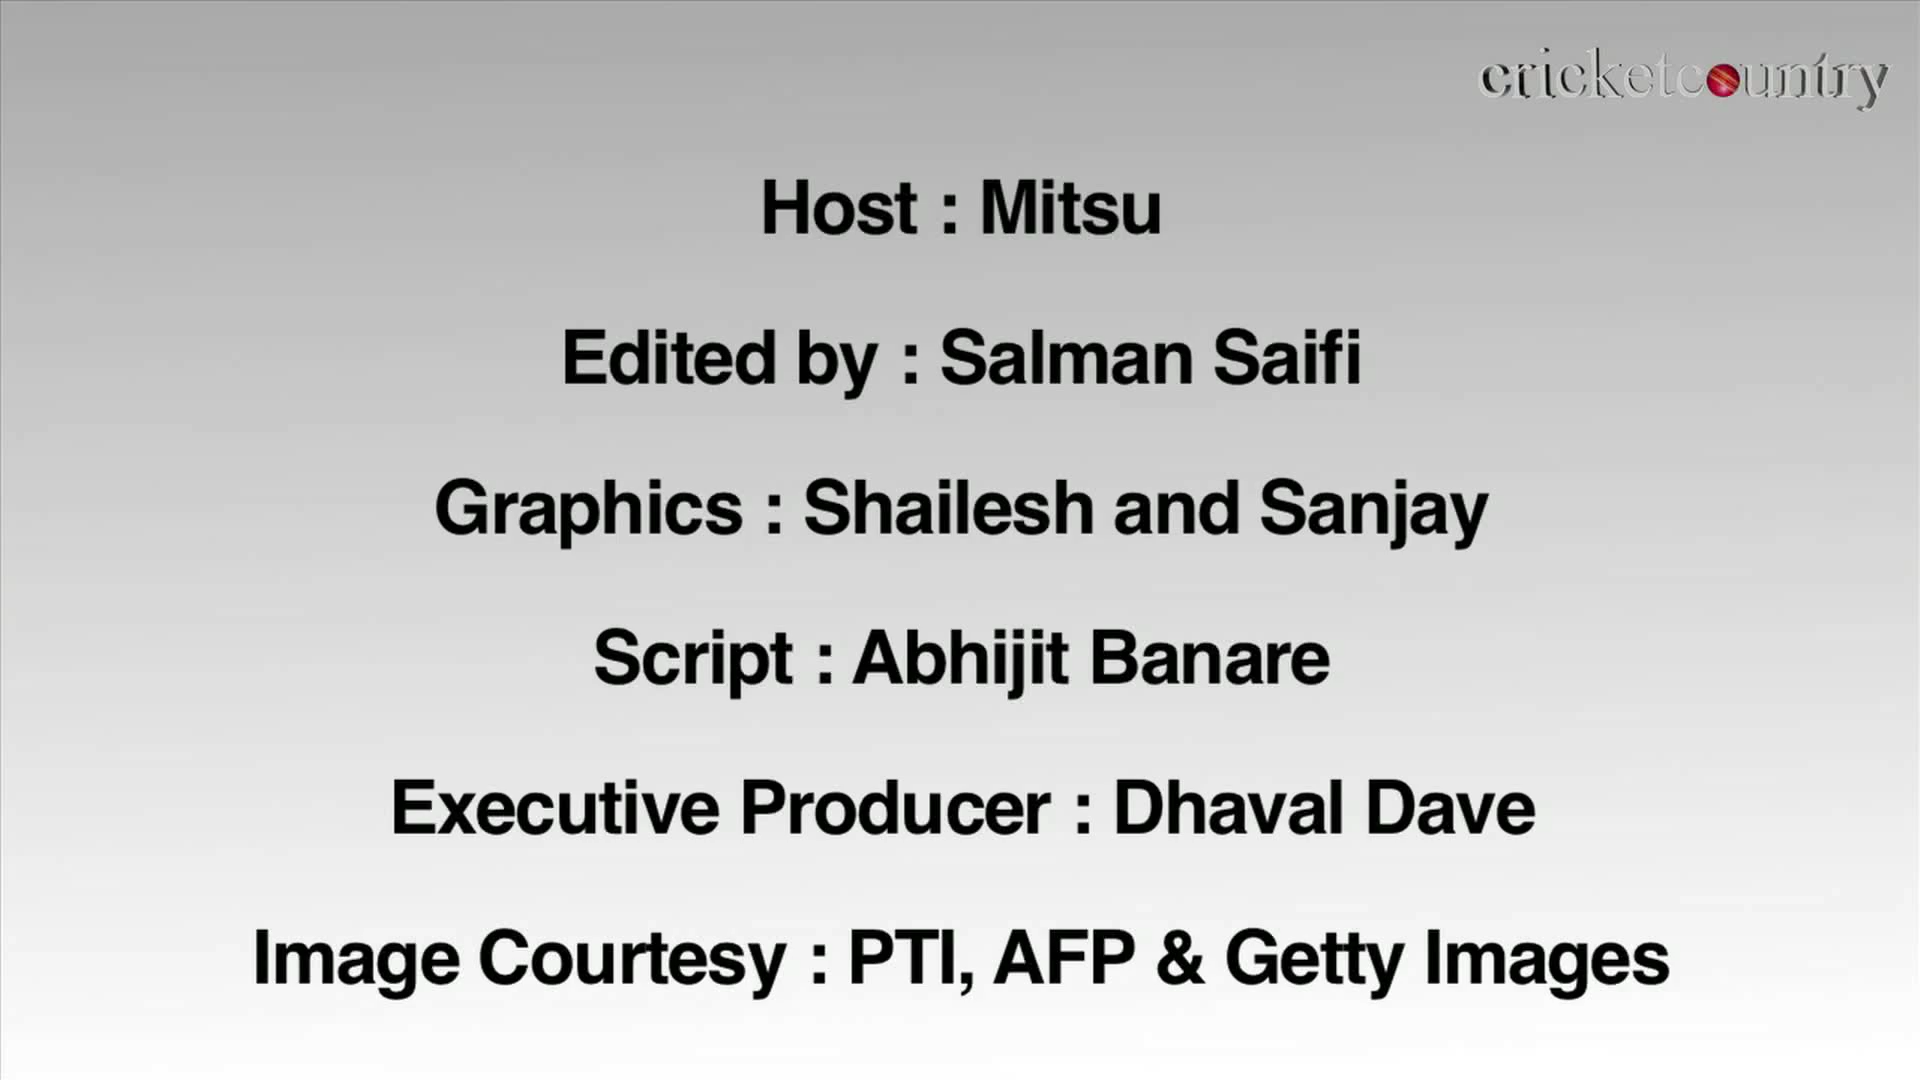 cricketcountry
Host : Mitsu
Edited by : Salman Saifi
Graphics : Shailesh and Sanjay
Script : Abhijit Banare
Executive Producer : Dhaval Dave
Image Courtesy : PTI, AFP & Getty Images